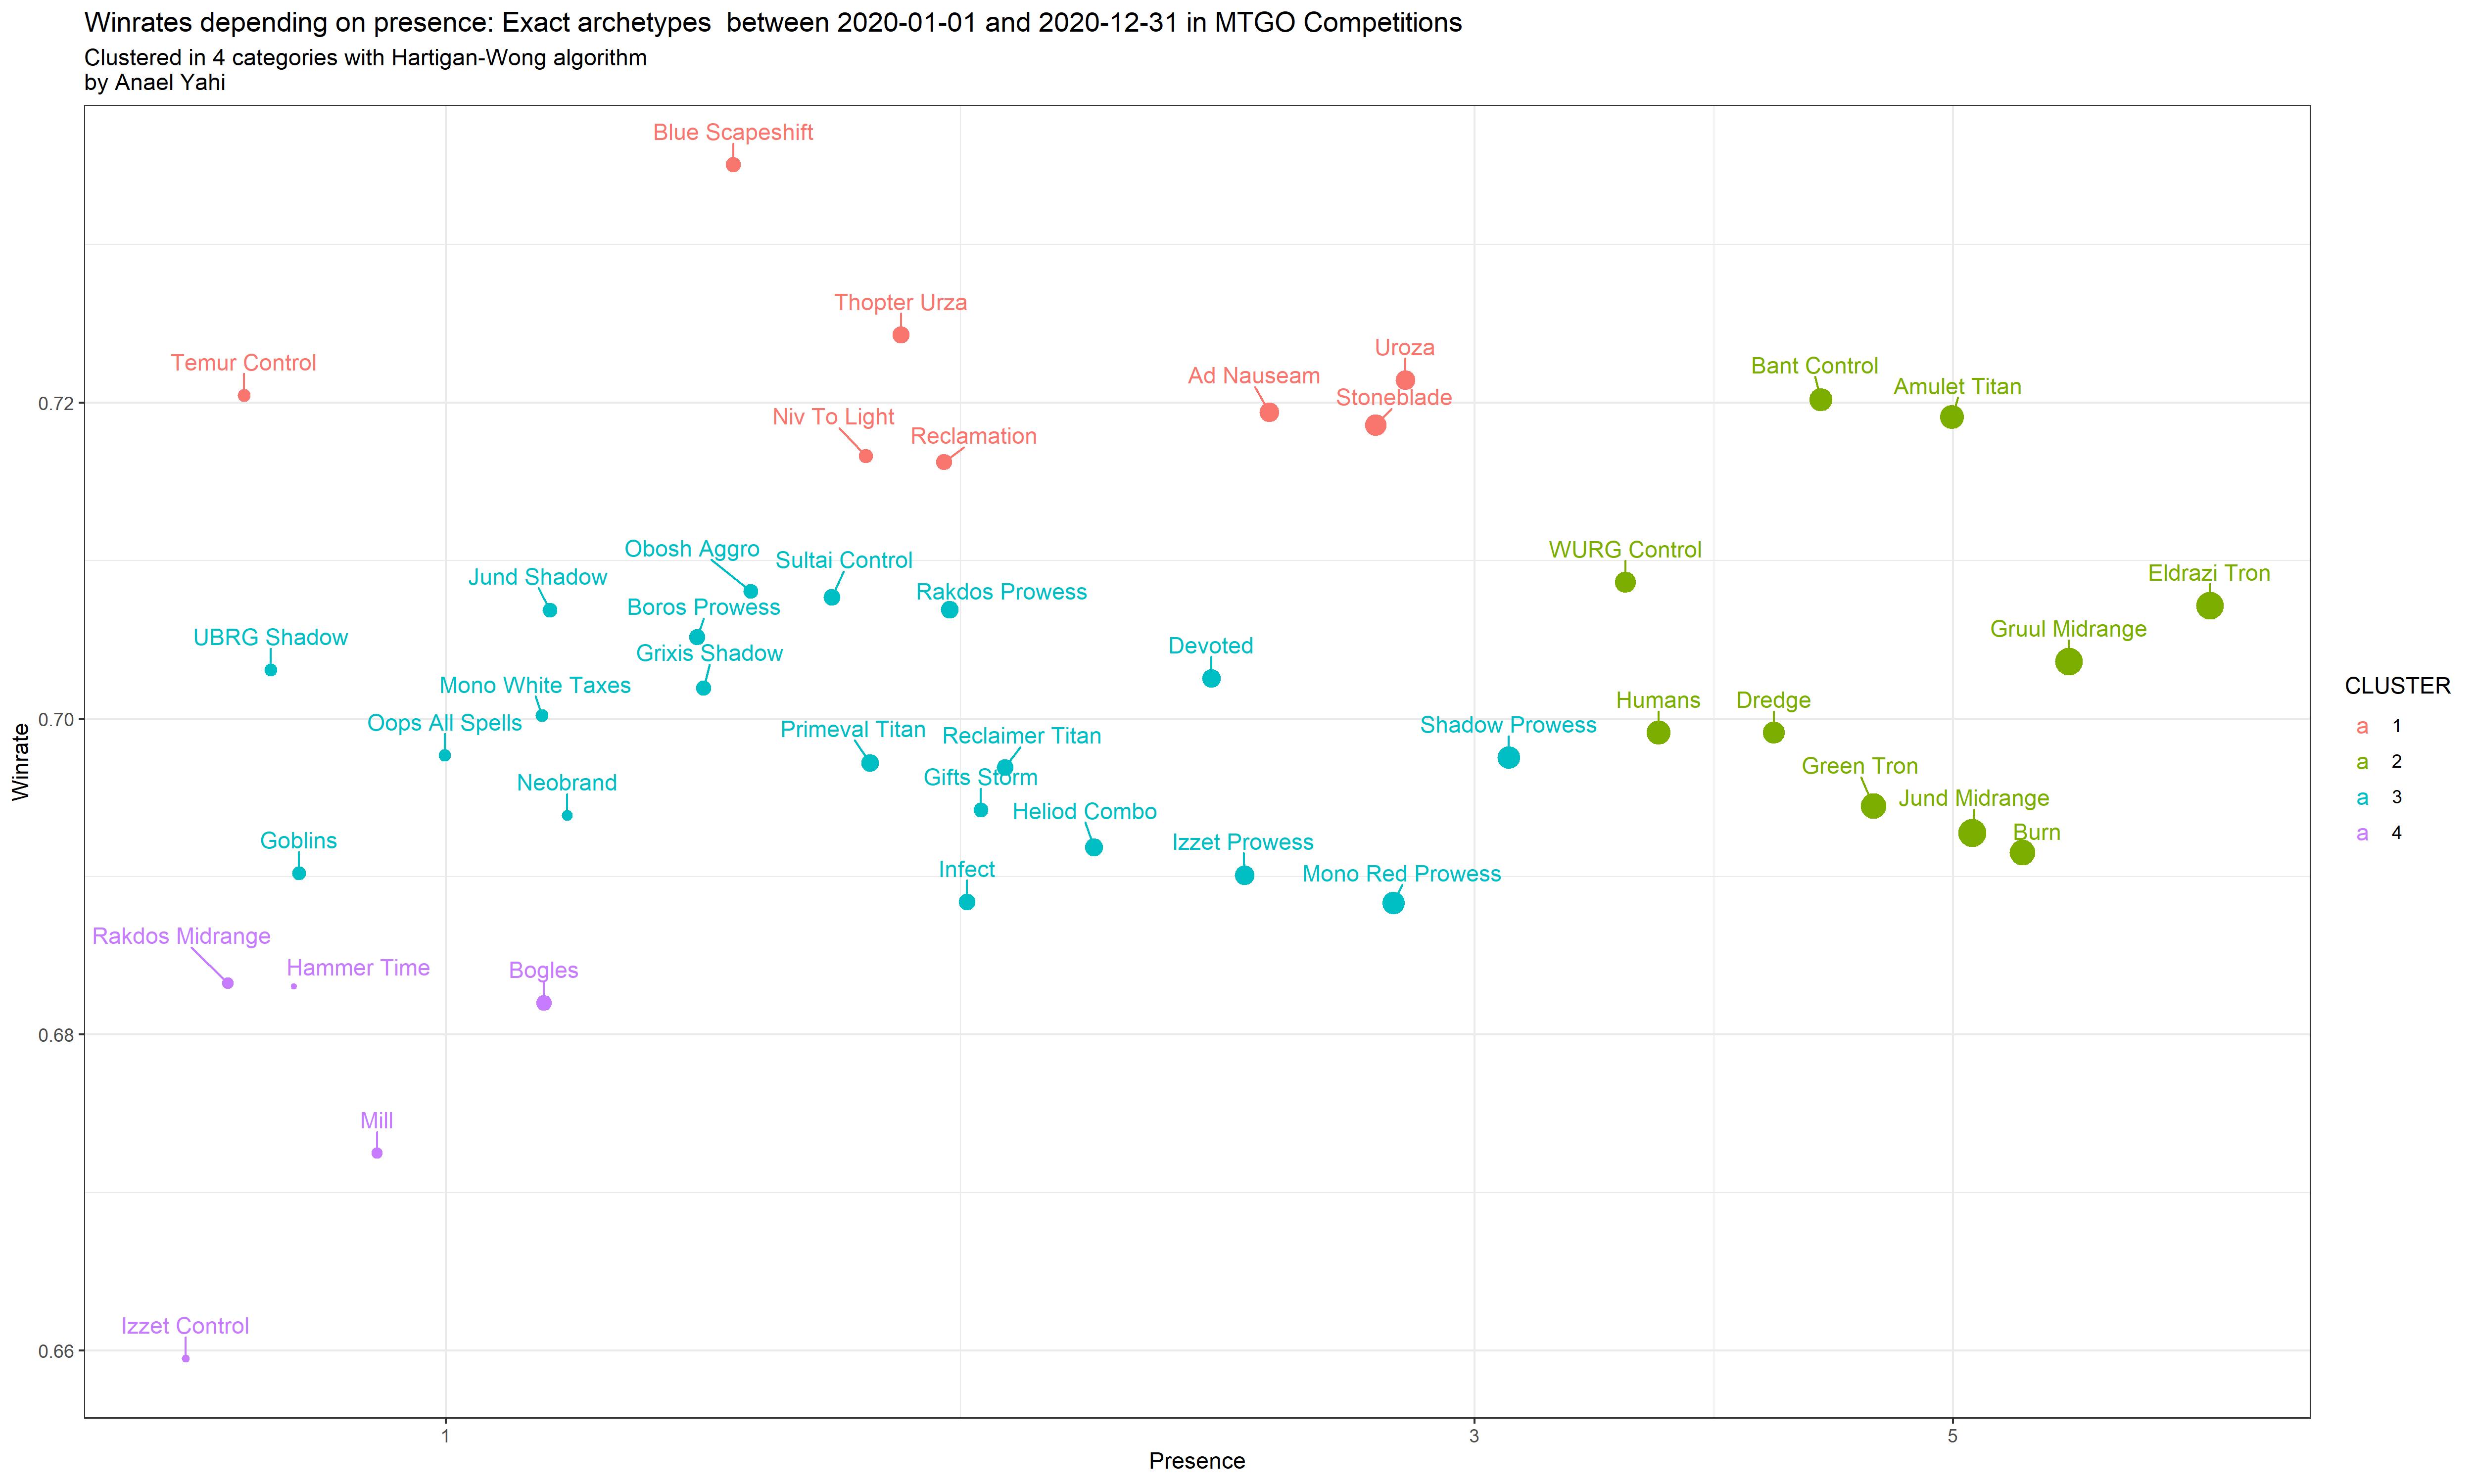 Winrates depending on presence: Exact archetypes  between 2020-01-01 and 2020-12-31 in MTGO Competitions
Clustered in 4 categories with Hartigan-Wong algorithm
by Anael Yahi
Blue Scapeshift
Thopter Urza
Uroza
Temur Control
Bant Control
Ad Nauseam
Amulet Titan
Stoneblade
0.72
Niv To Light
Reclamation
Obosh Aggro
WURG Control
Sultai Control
Eldrazi Tron
Jund Shadow
Rakdos Prowess
Boros Prowess
Gruul Midrange
UBRG Shadow
Devoted
Grixis Shadow
Mono White Taxes
CLUSTER
Humans
Dredge
0.70
Oops All Spells
Shadow Prowess
a 1
Primeval Titan
Reclaimer Titan
Winrate
a 2
Green Tron
Gifts Storm
Neobrand
a 3
Jund Midrange
Heliod Combo
Burn
a 4
Goblins
Izzet Prowess
Infect
Mono Red Prowess
Rakdos Midrange
Hammer Time
Bogles
0.68
Mill
Izzet Control
0.66
1
3
5
Presence